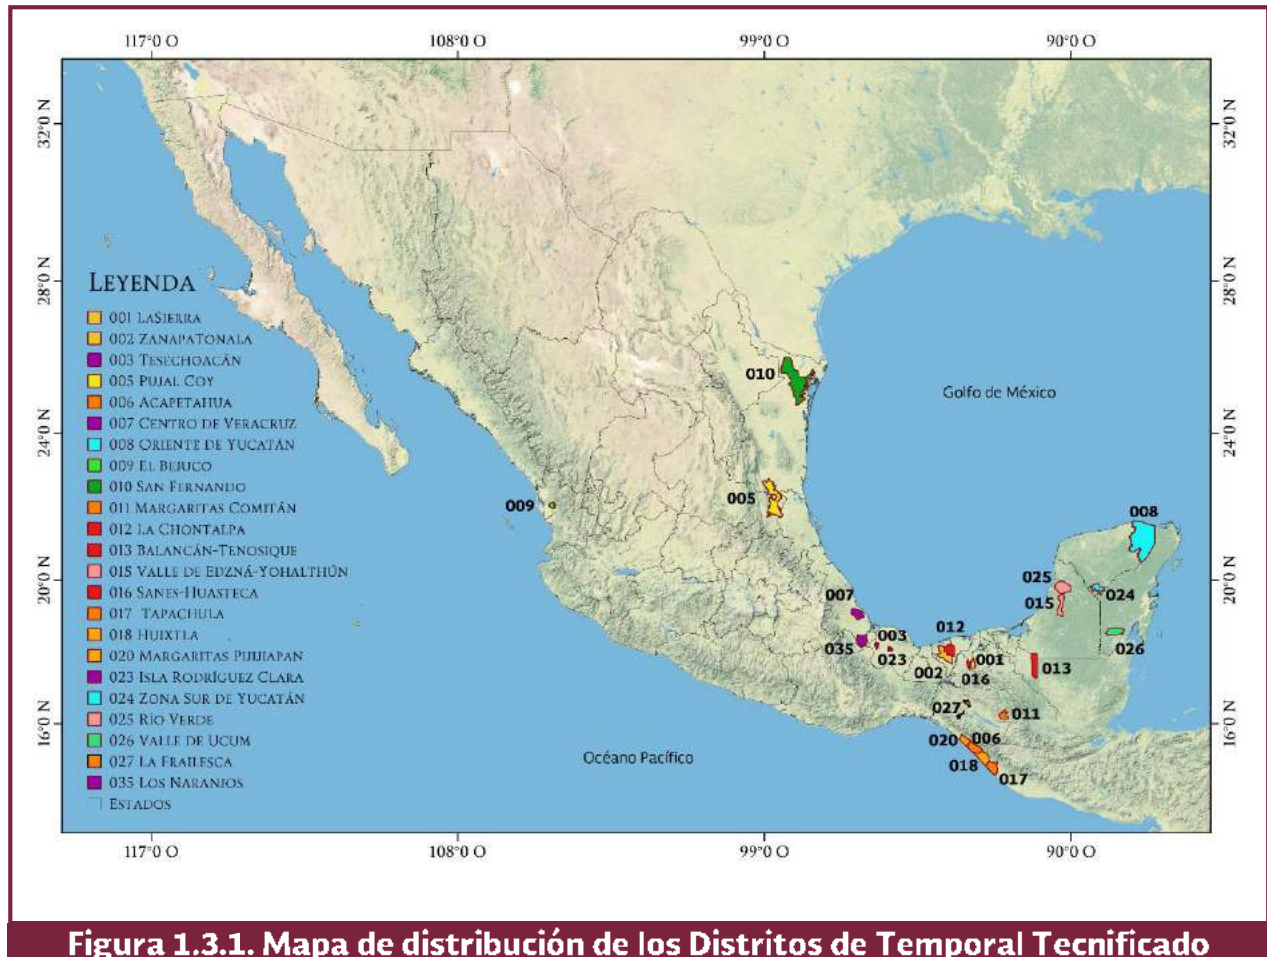 117°0 O 108°0 O 99°0 O 90°0 O
32°0 N 32°0 N
28°0 N 28°0 N
24°0 N 24°0 N
20°0 N 20°0 N
16°0 N 16°0 N
LEYENDA
001 LASIERRA
002 ZANAPATONALA
003 TESECHOACÁN
005 PUJAL COY
006 ACAPETAHUA
007 CENTRO DE VERACRUZ
008 ORIENTE DE YUCATÁN
009 EL BEJUCO
010 SAN FERNANDO
011 MARGARITAS COMITÁN
012 LA CHONTALPA
013 BALANCÁN-TENOSIQUE
015 VALLE DE EDZNÁ-YOHALTHÚN
016 SANES-HUASTECA
017 TAPACHULA
018 HUIXTLA
020 MARGARITAS PIJIJIAPAN
023 ISLA RODRÍGUEZ CLARA
024 ZONA SUR DE YUCATÁN
025 RÍO VERDE
026 VALLE DE UCUM
027 LA FRAILESCA
035 LOS NARANJOS
ESTADOS
010
Golfo de México
005
009
008
025
024
007
015
003
012
035
026
023
001
002
013
016
027
011
020
006
Océano Pacífico
018
017
117°0 O 108°0 O 99°0 O 90°0 O
Figura 1.3.1. Mapa de distribución de los Distritos de Temporal Tecnificado